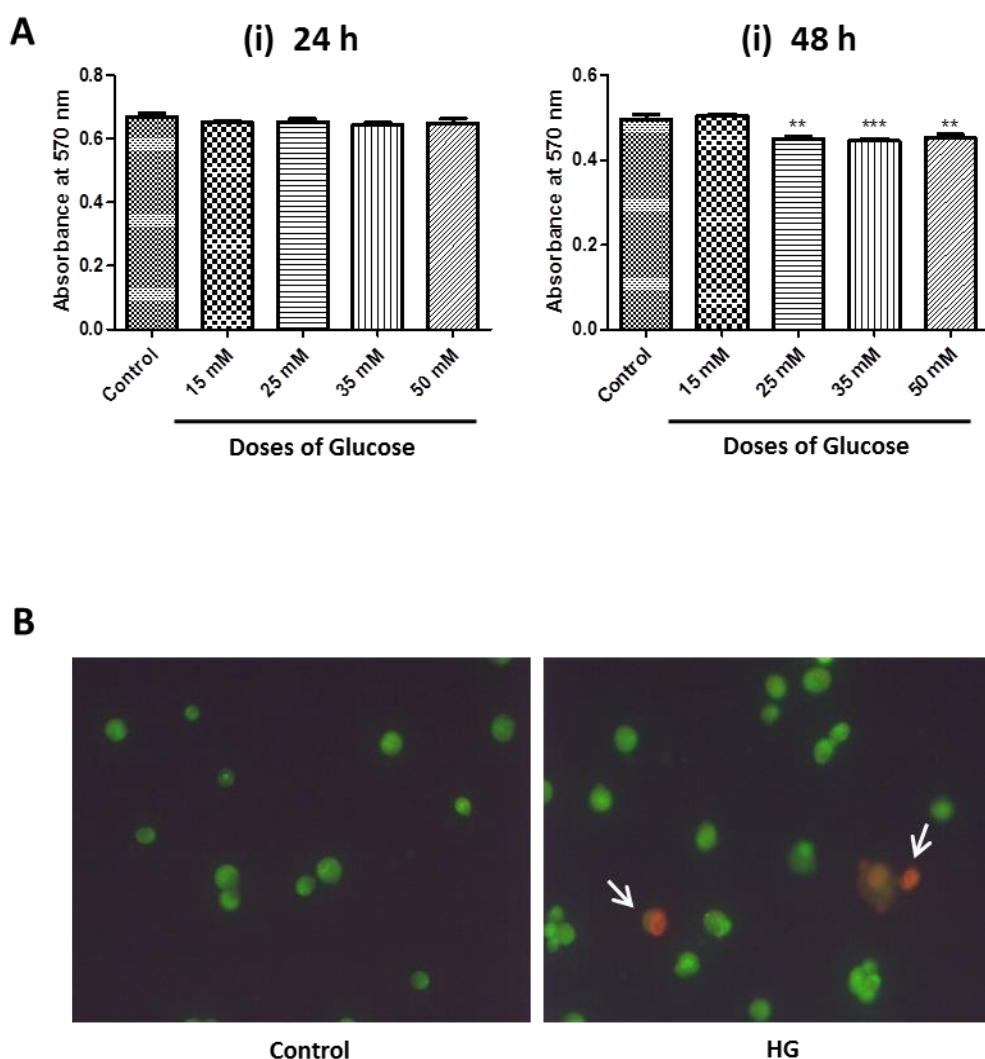 A
(i) 24 h
Absorbance at 570 nm
0.8
0.6
0.4
0.2
0.0
Control
15 mM
25 mM
35 mM
50 mM
Doses of Glucose
(i) 48 h
Absorbance at 570 nm
0.6
0.4
0.2
0.0
**
***
**
Control
15 mM
25 mM
35 mM
50 mM
Doses of Glucose
B
Control
HG